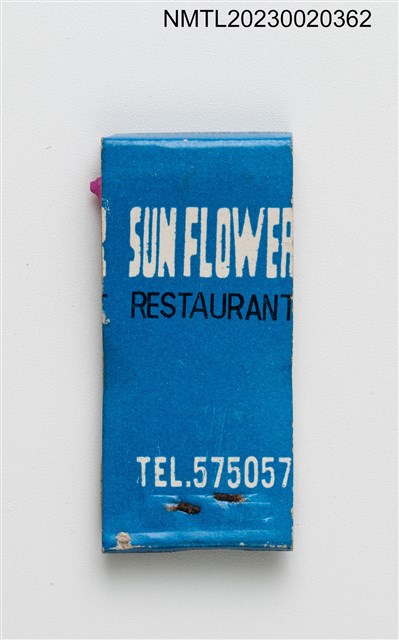 NMTL20230020362
SUN FLOWER
RESTAURANT
TEL.575057